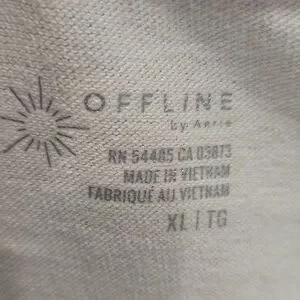 OFFLINE
by Aerie
RN 54485 CA 03873
MADE IN VIETNAM
FABRIQUÉ AU VIETNAM
XL | TG